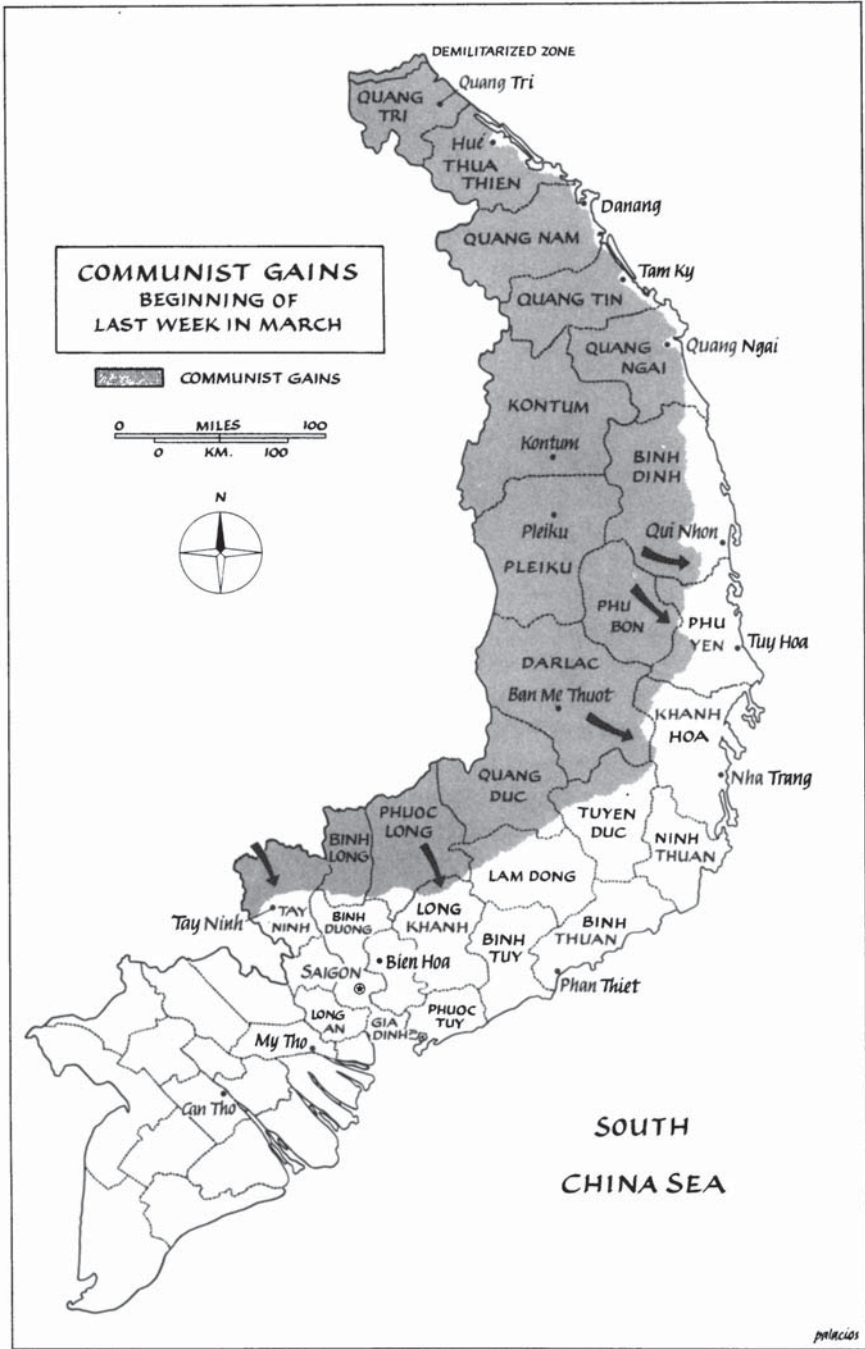 DEMILITARIZED ZONE
Quang Tri
QUANG
TRI
Hué
THUA
THIEN
Danang
QUANG NAM
COMMUNIST GAINS
BEGINNING OF
LAST WEEK IN MARCH
Tam Ky
QUANG TIN
COMMUNIST GAINS
QUANG
NGAI
Quang Ngai
KONTUM
0 MILES 100
0 KM. 100
Kontum
BINH
DINH
N
Pleiku
PLEIKU
Qui Nhon
PHU
BON
PHU
YEN
Tuy Hoa
DARLAC
Ban Me Thuot
KHANH
HOA
Nha Trang
QUANG
DUC
PHUOC
LONG
BINH
LONG
TUYEN
DUC
NINH
THUAN
LAM DONG
Tay Ninh
TAY
NINH
BINH
DUONG
LONG
KHANH
BINH
TUY
BINH
THUAN
SAIGON
Bien Hoa
Phan Thiet
LONG
AN
GIA
DINH
PHUOC
TUY
My Tho
Can Tho
SOUTH
CHINA SEA
palacios